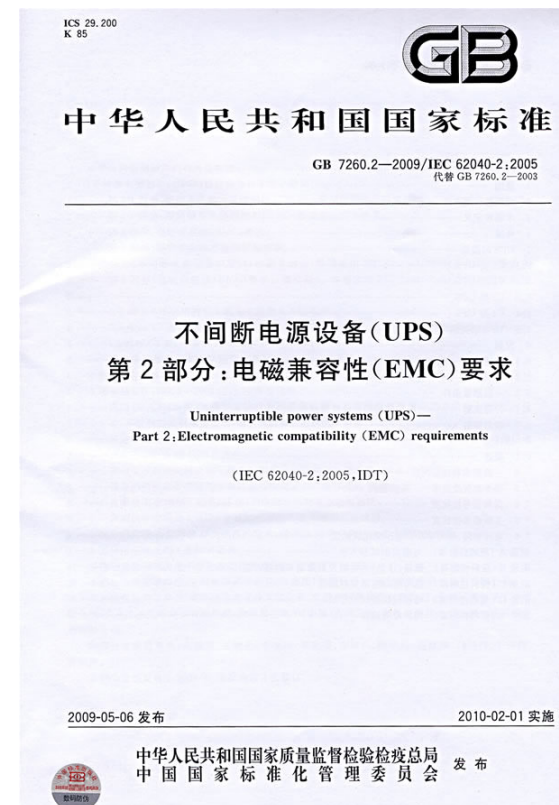 ICS 29.200
K 85
GB
中华人民共和国国家标准
GB 7260.2—2009/IEC 62040-2:2005
代替 GB 7260.2—2003
不间断电源设备(UPS)
第2部分:电磁兼容性(EMC)要求
Uninterruptible power systems (UPS)—
Part 2:Electromagnetic compatibility (EMC) requirements
(IEC 62040-2:2005,IDT)
2009-05-06 发布
2010-02-01 实施
中华人民共和国国家质量监督检验检疫总局
中国国家标准化管理委员会
发布
数码防伪